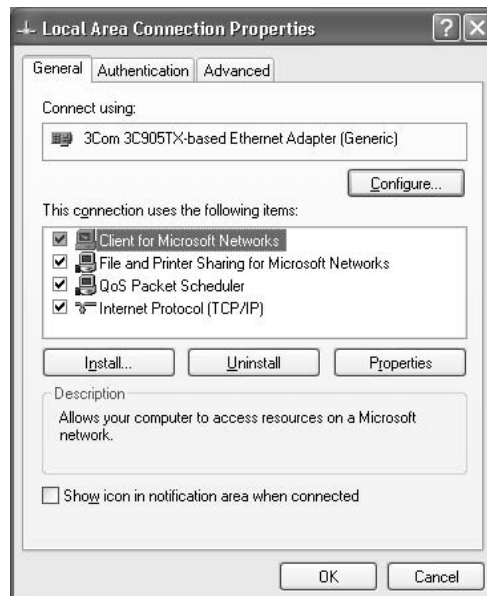 Local Area Connection Properties
General Authentication Advanced
Connect using:
3Com 3C905TX-based Ethernet Adapter (Generic)
Configure...
This connection uses the following items:
Client for Microsoft Networks
File and Printer Sharing for Microsoft Networks
QoS Packet Scheduler
Internet Protocol (TCP/IP)
Install... Uninstall Properties
Description
Allows your computer to access resources on a Microsoft
network.
Show icon in notification area when connected
OK Cancel